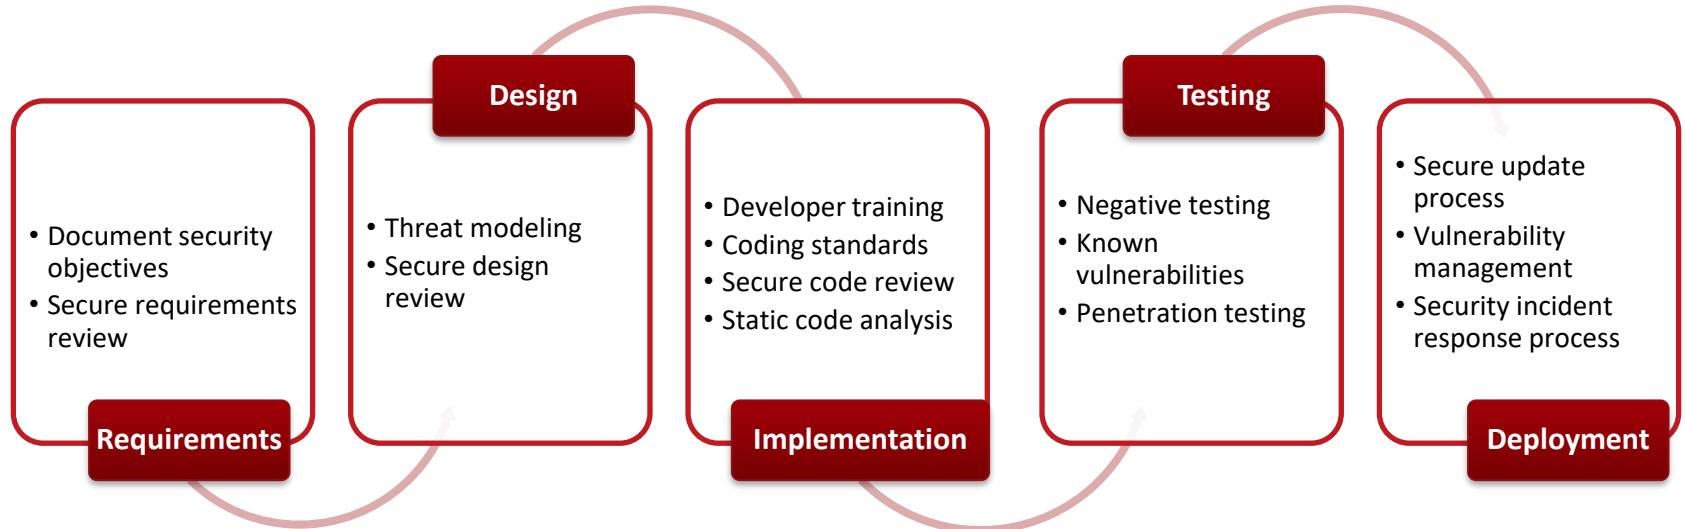 Requirements
• Document security
objectives
• Secure requirements
review
Design
• Threat modeling
• Secure design
review
Implementation
• Developer training
• Coding standards
• Secure code review
• Static code analysis
Testing
• Negative testing
• Known
vulnerabilities
• Penetration testing
Deployment
• Secure update
process
• Vulnerability
management
• Security incident
response process